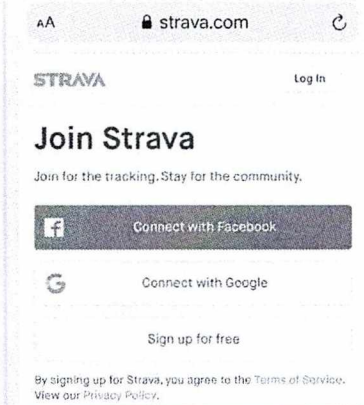 AA strava.com
STRAVA Log In
Join Strava
Join for the tracking. Stay for the community.
f Connect with Facebook
G Connect with Google
Sign up for free
By signing up for Strava, you agree to the Terms of Service.
View our Privacy Policy.